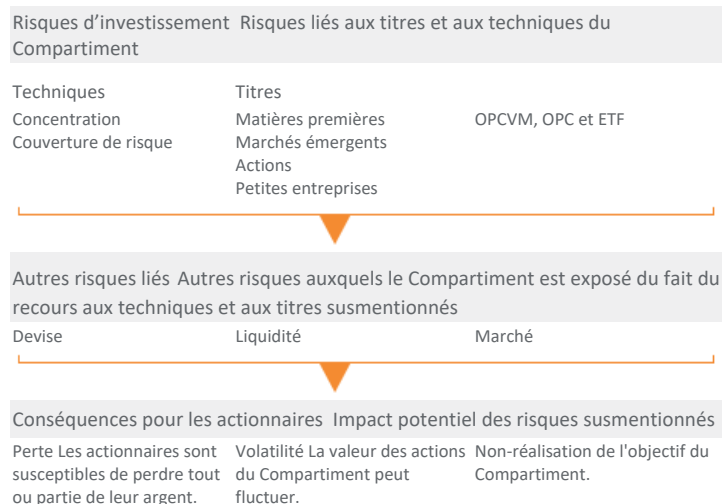 Risques d’investissement Risques liés aux titres et aux techniques du
Compartiment
Techniques
Titres
Concentration
Matières premières
OPCVM, OPC et ETF
Couverture de risque
Marchés émergents
Actions
Petites entreprises
Autres risques liés Autres risques auxquels le Compartiment est exposé du fait du
recours aux techniques et aux titres susmentionnés
Devise
Liquidité
Marché
Conséquences pour les actionnaires Impact potentiel des risques susmentionnés
Perte Les actionnaires sont
susceptibles de perdre tout
ou partie de leur argent.
Volatilité La valeur des actions
du Compartiment peut
fluctuer.
Non-réalisation de l'objectif du
Compartiment.